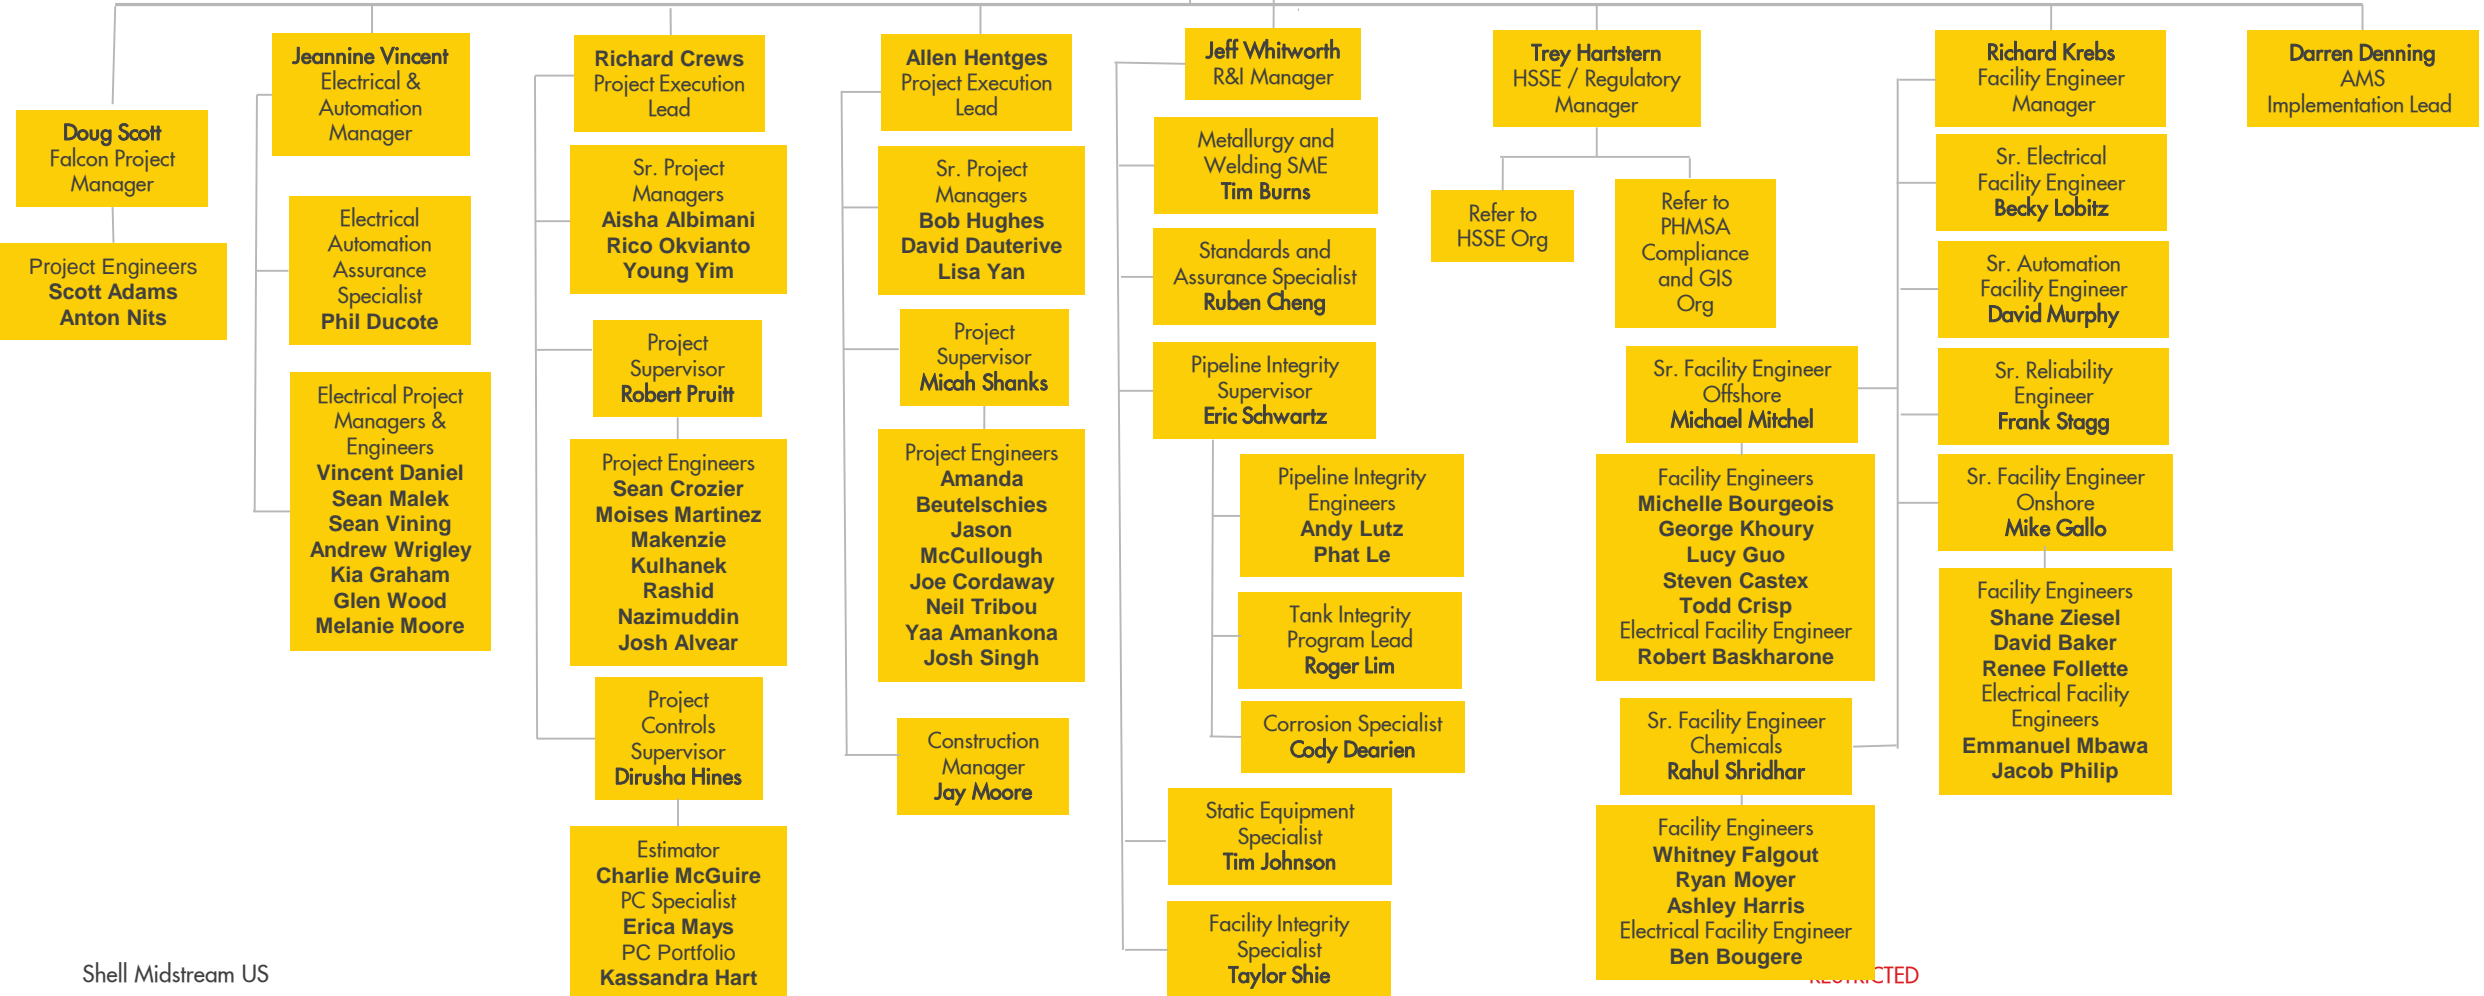 Doug Scott
Falcon Project
Manager
Project Engineers
Scott Adams
Anton Nits
Jeannine Vincent
Electrical &
Automation
Manager
Electrical
Automation
Assurance
Specialist
Phil Ducote
Electrical Project
Managers &
Engineers
Vincent Daniel
Sean Malek
Sean Vining
Andrew Wrigley
Kia Graham
Glen Wood
Melanie Moore
Richard Crews
Project Execution
Lead
Sr. Project
Managers
Aisha Albimani
Rico Okvianto
Young Yim
Project
Supervisor
Robert Pruitt
Project Engineers
Sean Crozier
Moises Martinez
Makenzie
Kulhanek
Rashid
Nazimuddin
Josh Alvear
Project
Controls
Supervisor
Dirusha Hines
Estimator
Charlie McGuire
PC Specialist
Erica Mays
PC Portfolio
Kassandra Hart
Allen Hentges
Project Execution
Lead
Sr. Project
Managers
Bob Hughes
David Dauterive
Lisa Yan
Project
Supervisor
Micah Shanks
Project Engineers
Amanda
Beutelschies
Jason
McCullough
Joe Cordaway
Neil Tribou
Yaa Amankona
Josh Singh
Construction
Manager
Jay Moore
Jeff Whitworth
R&I Manager
Metallurgy and
Welding SME
Tim Burns
Standards and
Assurance Specialist
Ruben Cheng
Pipeline Integrity
Supervisor
Eric Schwartz
Pipeline Integrity
Engineers
Andy Lutz
Phat Le
Tank Integrity
Program Lead
Roger Lim
Corrosion Specialist
Cody Dearien
Static Equipment
Specialist
Tim Johnson
Facility Integrity
Specialist
Taylor Shie
Trey Hartstern
HSSE / Regulatory
Manager
Refer to
HSSE Org
Refer to
PHMSA
Compliance
and GIS
Org
Richard Krebs
Facility Engineer
Manager
Sr. Electrical
Facility Engineer
Becky Lobitz
Sr. Automation
Facility Engineer
David Murphy
Sr. Reliability
Engineer
Frank Stagg
Sr. Facility Engineer
Onshore
Mike Gallo
Facility Engineers
Shane Ziesel
David Baker
Renee Follette
Electrical Facility
Engineers
Emmanuel Mbawa
Jacob Philip
Sr. Facility Engineer
Offshore
Michael Mitchel
Facility Engineers
Michelle Bourgeois
George Khoury
Lucy Guo
Steven Castex
Todd Crisp
Electrical Facility Engineer
Robert Baskharone
Sr. Facility Engineer
Chemicals
Rahul Shridhar
Facility Engineers
Whitney Falgout
Ryan Moyer
Ashley Harris
Electrical Facility Engineer
Ben Bougere
Darren Denning
AMS
Implementation Lead
Shell Midstream US
RESTRICTED